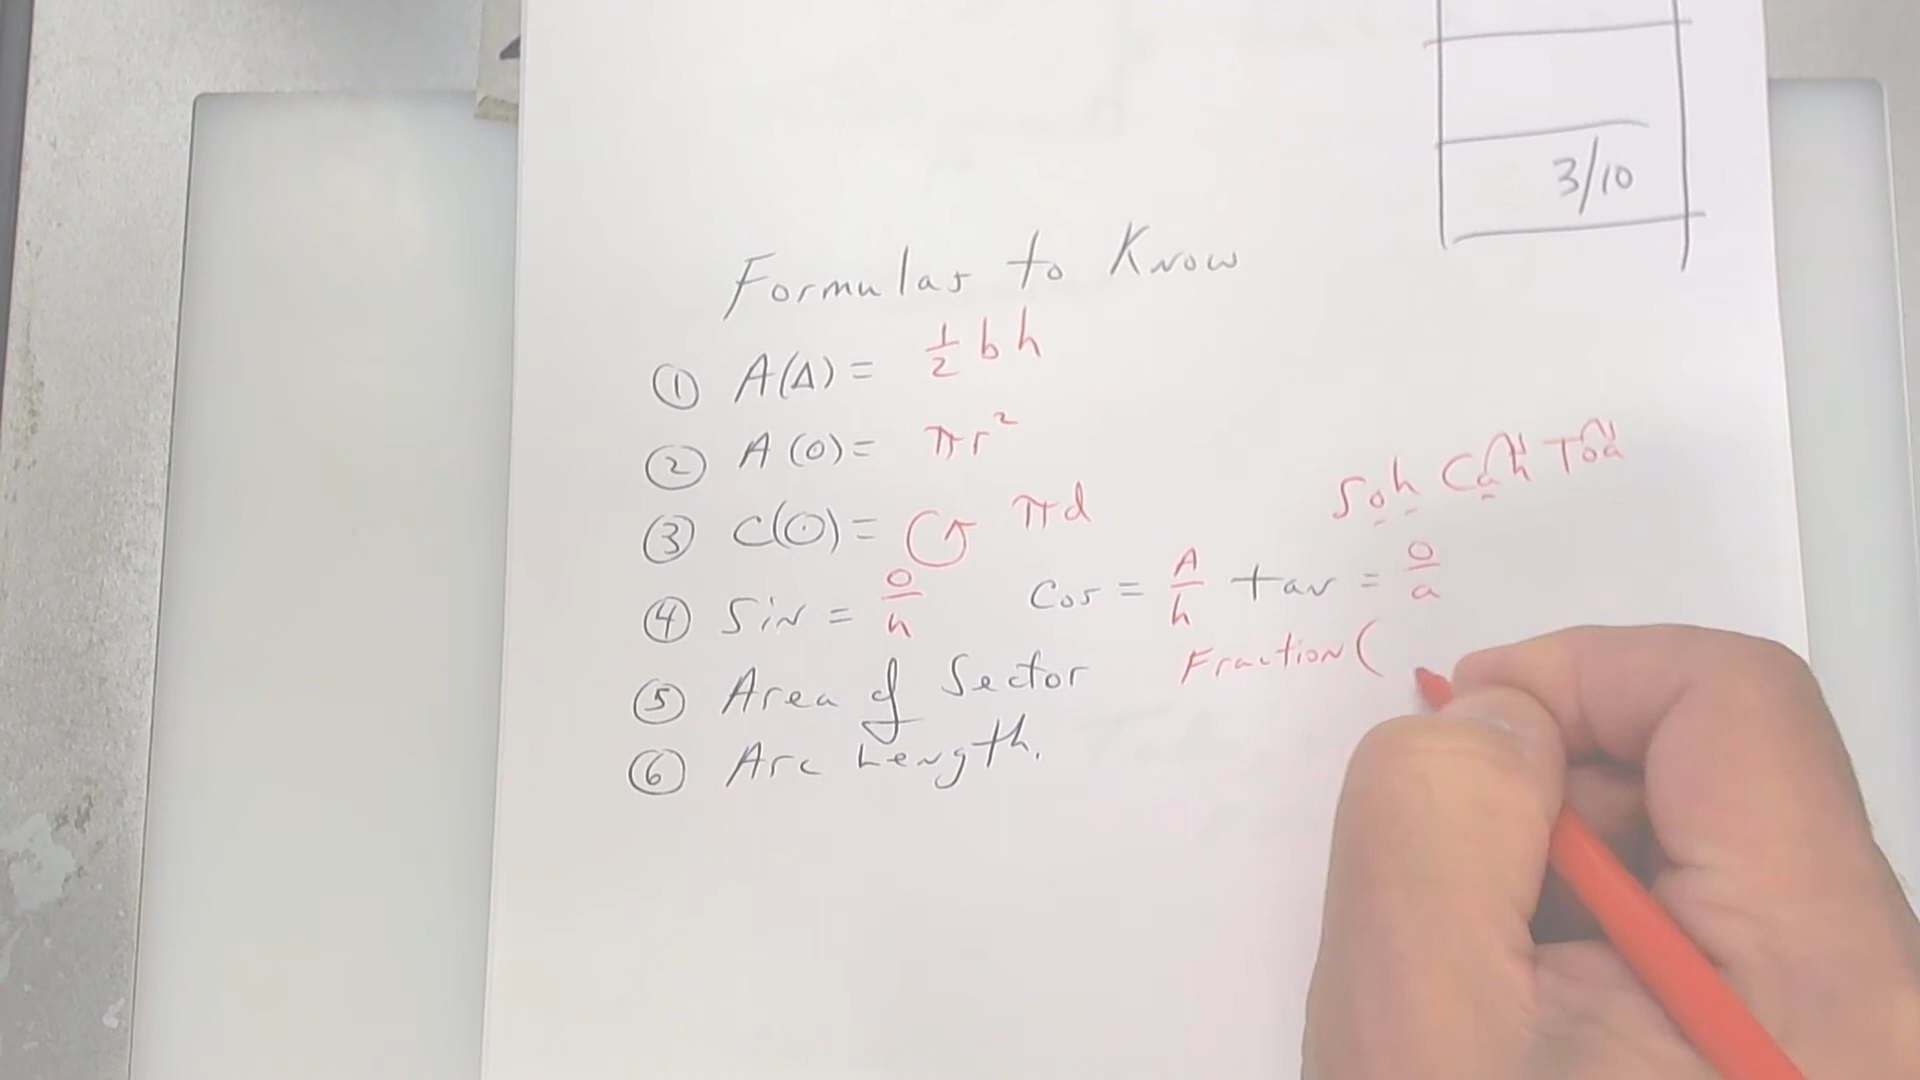 3/10
Formulas to Know
① A(Δ) = 1/2 b h
② A(O) = πr²
Soh Cah Toa
③ C(⊙) = πd
④ Sin = o/h Cos = A/h tan = o/a
⑤ Area of Sector Fraction (
⑥ Arc Length.